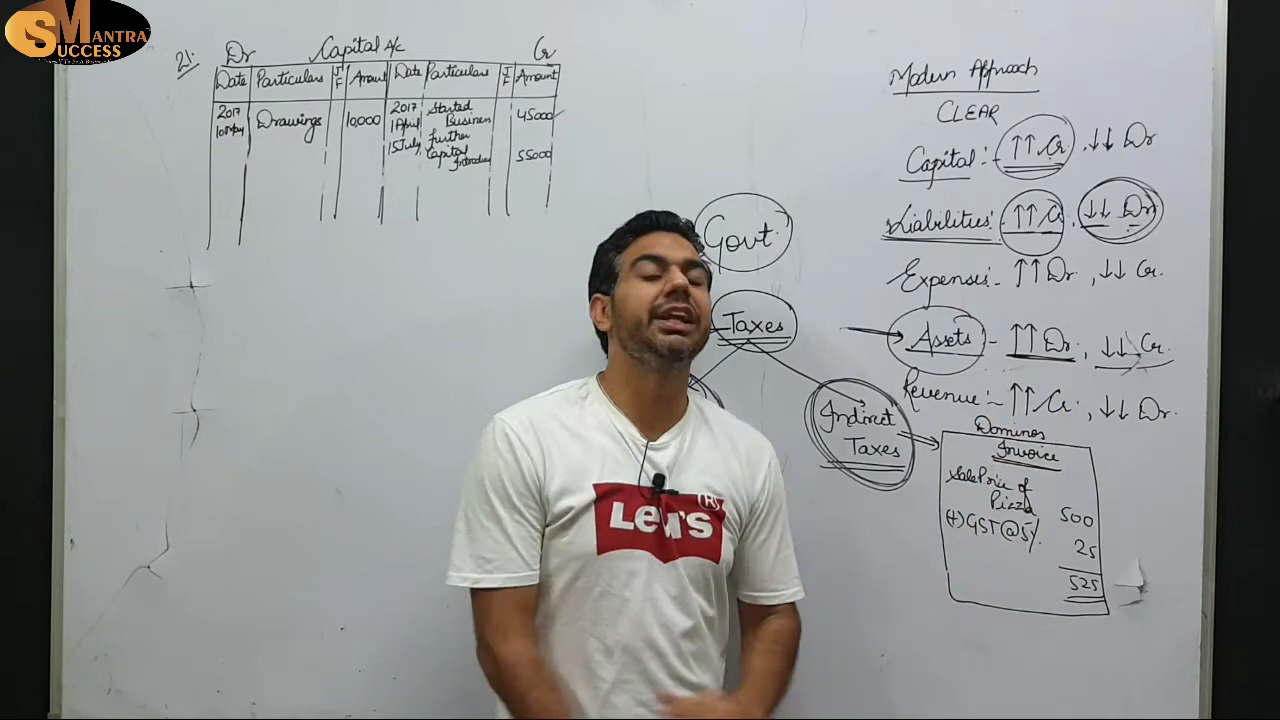 SUCCESS MANTRA
21.
Dr Capital A/c Cr
Date Particulars J F Amount Date Particulars J F Amount
2017 Drawings 10,000 2017 Started Business 45000
1 April
15 July Further Capital 55000
Modern Approach
CLEAR
Capital:- ↑↑ Cr, ↓↓ Dr
Liabilities:- ↑↑ Cr, ↓↓ Dr
Expenses:- ↑↑ Dr, ↓↓ Cr.
Assets - ↑↑ Dr, ↓↓ Cr.
Revenue:- ↑↑ Cr, ↓↓ Dr.
Govt.
Taxes
Indirect
Taxes
Dominos
Invoice
Sale Price of
Pizza 500
(+) GST@5%. 25
525
LEVI'S ®